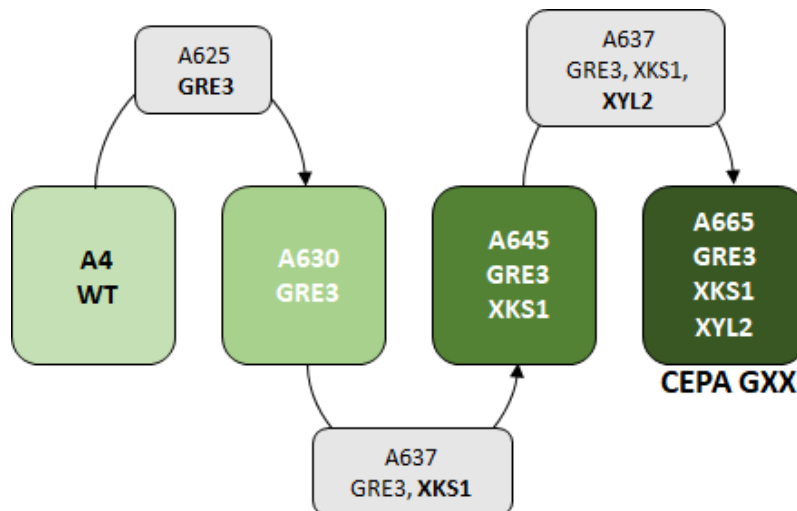 A625
GRE3
A637
GRE3, XKS1,
XYL2
A4
WT
A630
GRE3
A645
GRE3
XKS1
A665
GRE3
XKS1
XYL2
CEPA GXX
A637
GRE3, XKS1